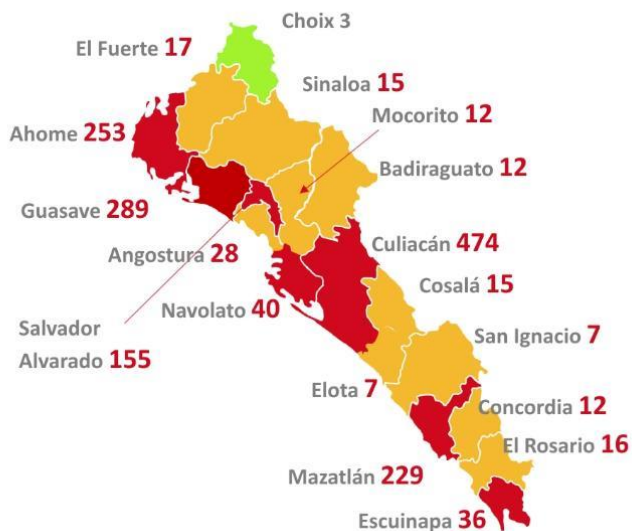 Choix 3
El Fuerte 17
Sinaloa 15
Mocorito 12
Ahome 253
Badiraguato 12
Guasave 289
Culiacán 474
Angostura 28
Cosalá 15
Navolato 40
Salvador
Alvarado 155
San Ignacio 7
Elota 7
Concordia 12
El Rosario 16
Mazatlán 229
Escuinapa 36